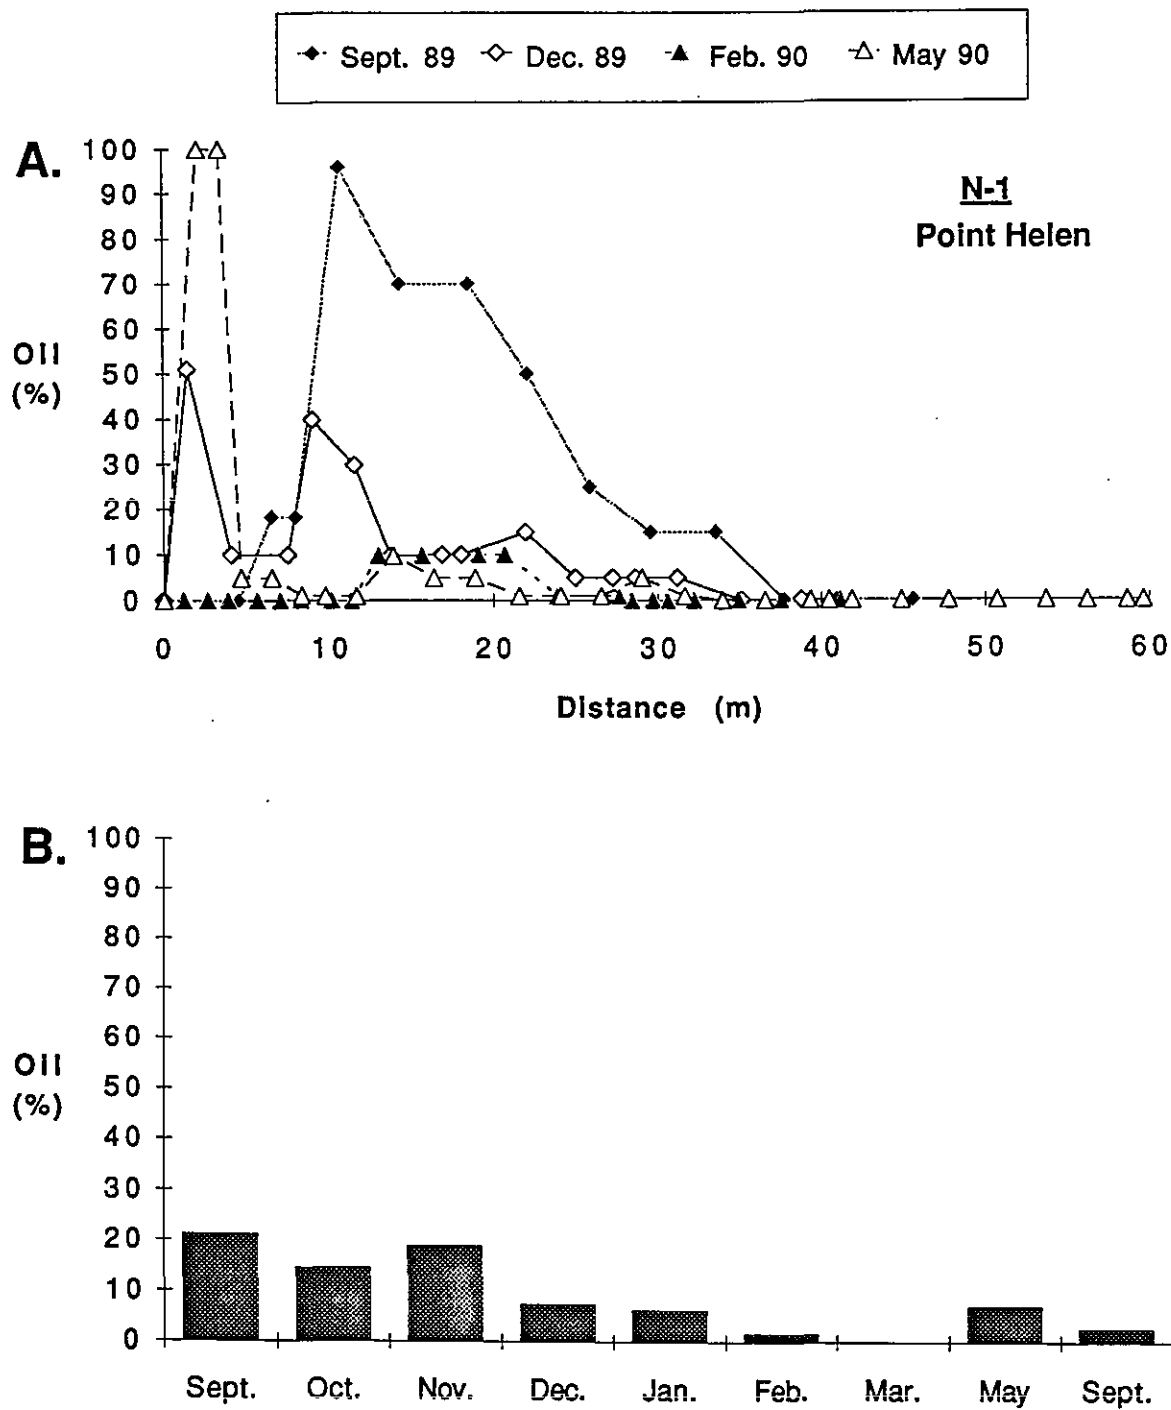 Sept. 89 Dec. 89 Feb. 90 May 90
A.
N-1
Point Helen
100
90
80
70
60
50
40
30
20
10
0
Oil
(%)
0 10 20 30 40 50 60
Distance (m)
B.
100
90
80
70
60
50
40
30
20
10
0
Oil
(%)
Sept. Oct. Nov. Dec. Jan. Feb. Mar. May Sept.